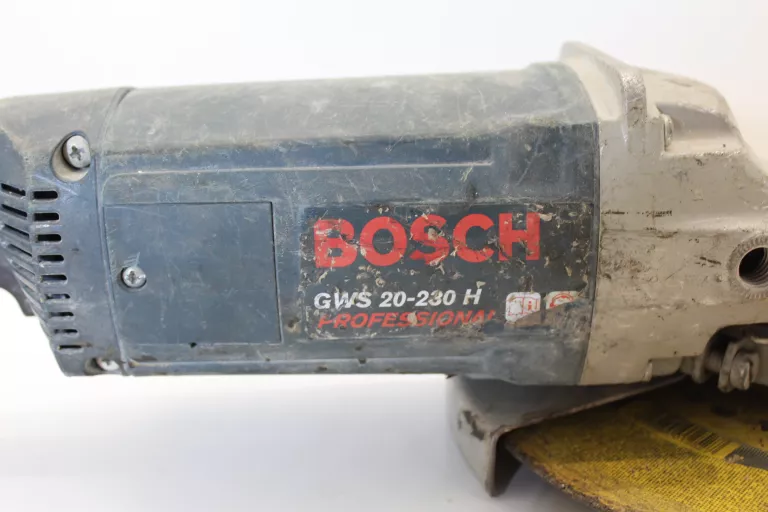 BOSCH
GWS 20-230 H
PROFESSIONAL